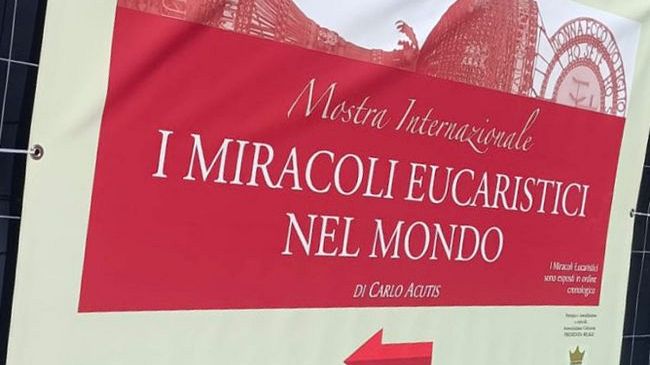 Mostra Internazionale
I MIRACOLI EUCARISTICI
NEL MONDO
DI CARLO ACUTIS
I Miracoli Eucaristici
sono esposti in ordine
cronologico